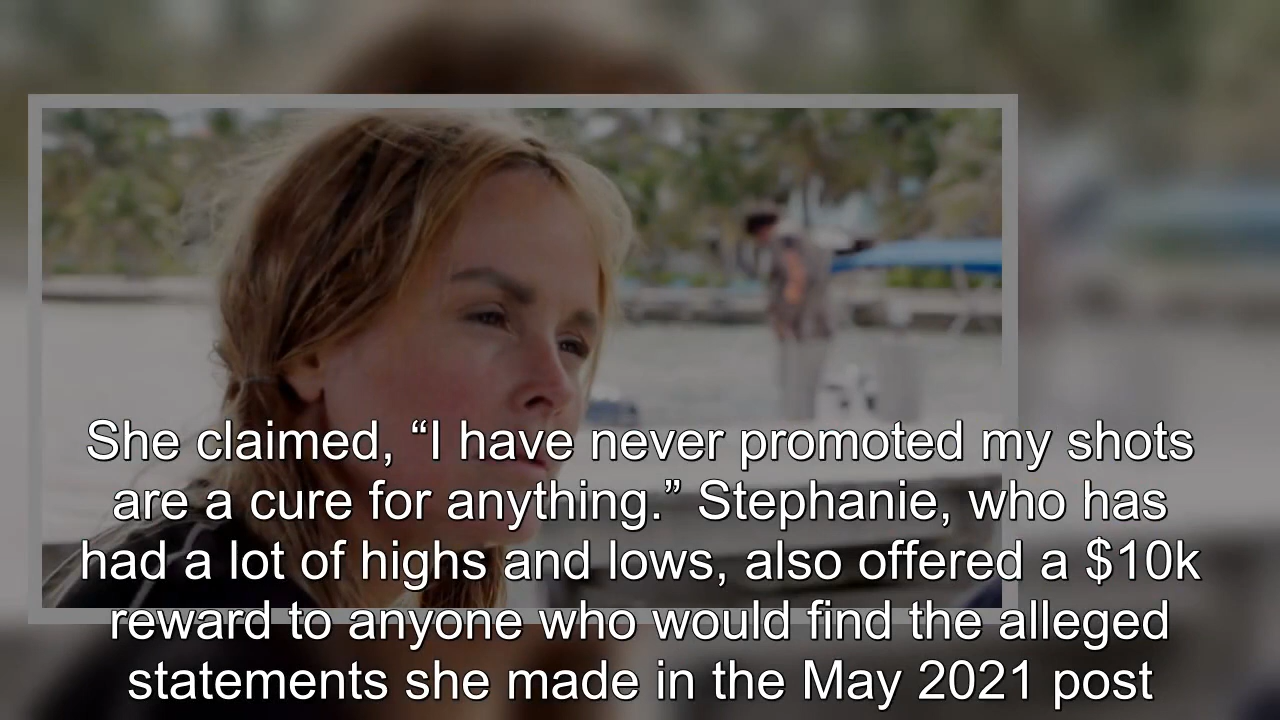 She claimed, “I have never promoted my shots
are a cure for anything.” Stephanie, who has
had a lot of highs and lows, also offered a $10k
reward to anyone who would find the alleged
statements she made in the May 2021 post